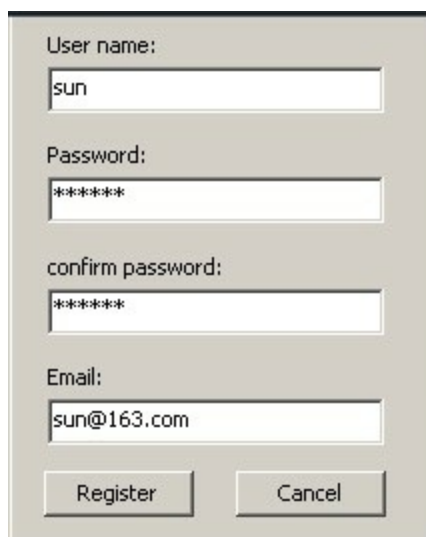 User name:
sun
Password:
******
confirm password:
******
Email:
sun@163.com
Register Cancel